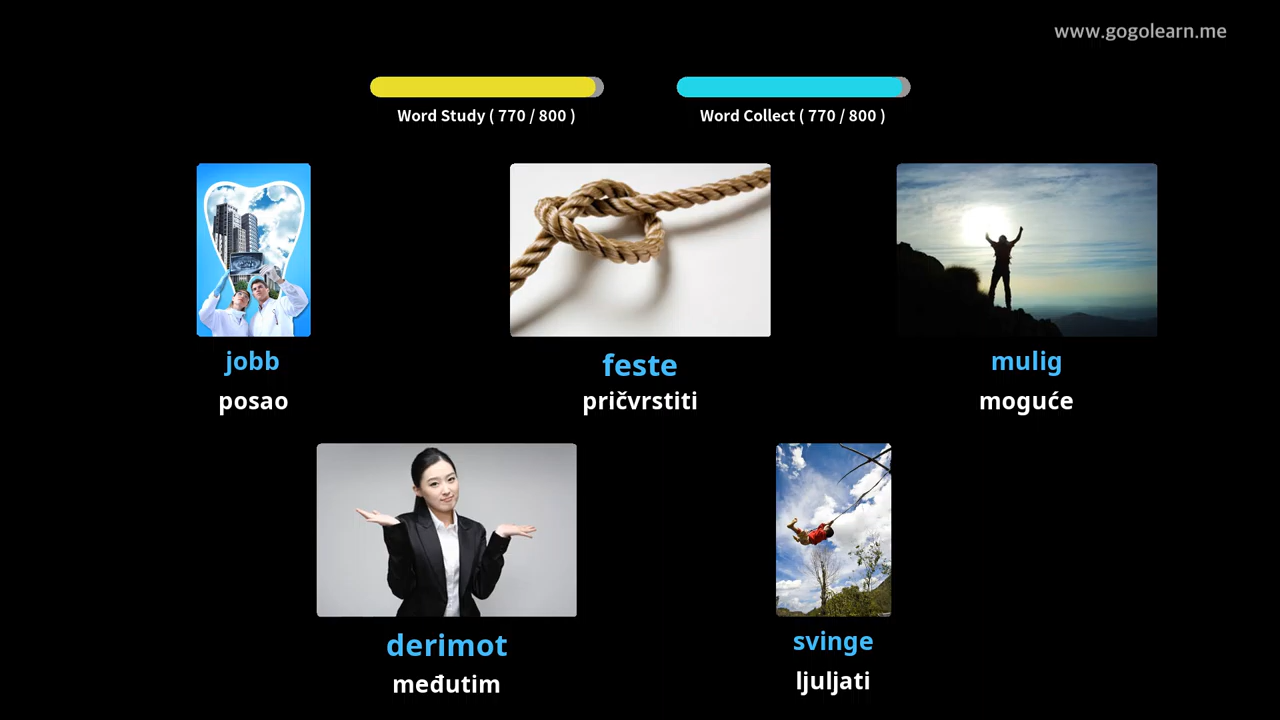 www.gogolearn.me
Word Study ( 770 / 800 )
Word Collect ( 770 / 800 )
jobb
feste
mulig
posao
pričvrstiti
moguće
derimot
svinge
međutim
ljuljati